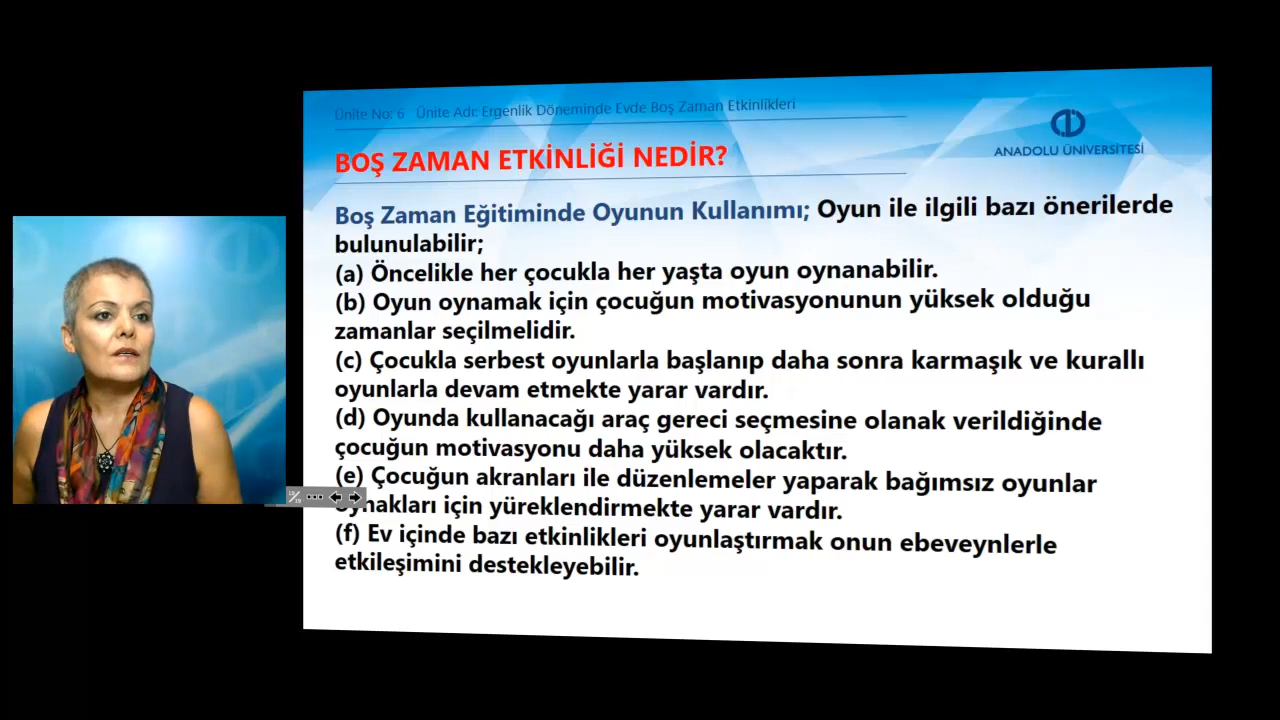 Ünite No: 6 Ünite Adı: Ergenlik Döneminde Evde Boş Zaman Etkinlikleri
ANADOLU ÜNİVERSİTESİ
BOŞ ZAMAN ETKİNLİĞİ NEDİR?
Boş Zaman Eğitiminde Oyunun Kullanımı; Oyun ile ilgili bazı önerilerde
bulunulabilir;
(a) Öncelikle her çocukla her yaşta oyun oynanabilir.
(b) Oyun oynamak için çocuğun motivasyonunun yüksek olduğu
zamanlar seçilmelidir.
(c) Çocukla serbest oyunlarla başlanıp daha sonra karmaşık ve kurallı
oyunlarla devam etmekte yarar vardır.
(d) Oyunda kullanacağı araç gereci seçmesine olanak verildiğinde
çocuğun motivasyonu daha yüksek olacaktır.
(e) Çocuğun akranları ile düzenlemeler yaparak bağımsız oyunlar
oynakları için yüreklendirmekte yarar vardır.
(f) Ev içinde bazı etkinlikleri oyunlaştırmak onun ebeveynlerle
etkileşimini destekleyebilir.